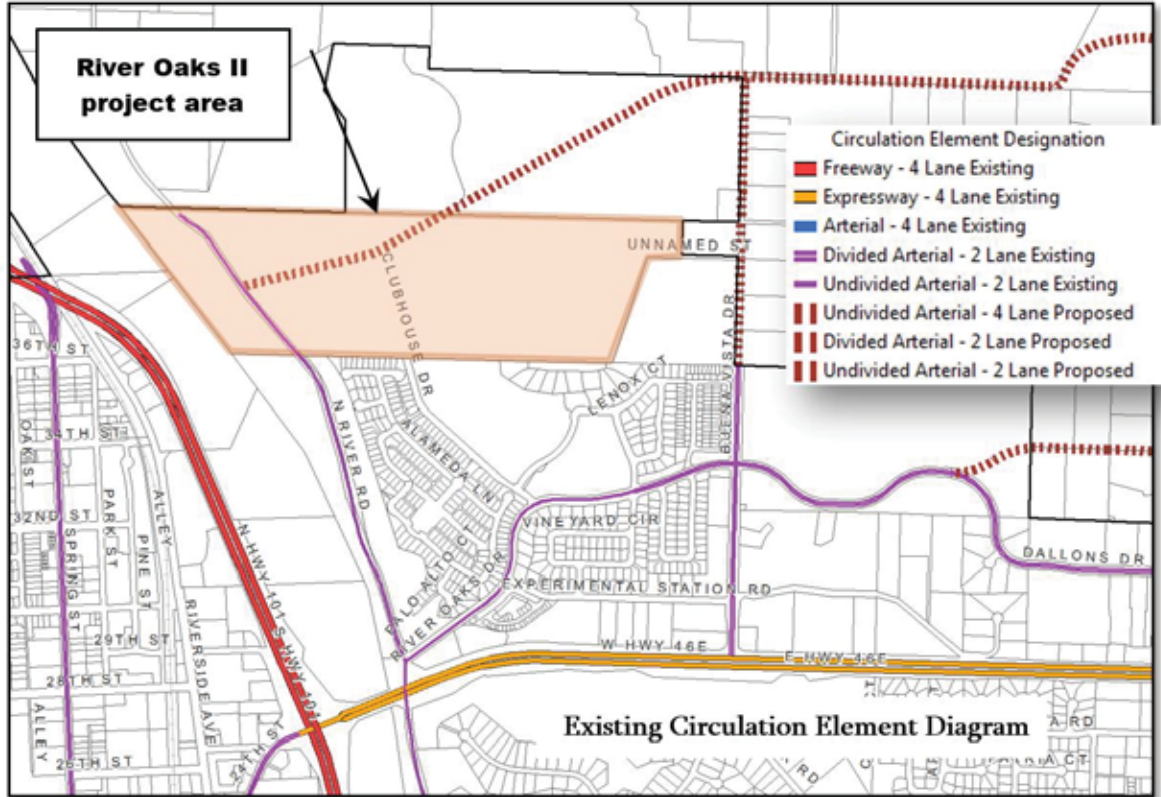 River Oaks II
project area
Circulation Element Designation
Freeway - 4 Lane Existing
Expressway - 4 Lane Existing
Arterial - 4 Lane Existing
Divided Arterial - 2 Lane Existing
Undivided Arterial - 2 Lane Existing
Undivided Arterial - 4 Lane Proposed
Divided Arterial - 2 Lane Proposed
Undivided Arterial - 2 Lane Proposed
UNNAMED ST
CLUBHOUSE DR
BUENA VISTA DR
LENOX CT
36TH ST
OAK ST
34TH ST
PARK ST
ALLEY
N RIVER RD
ALAMEDA LN
32ND ST
SPRING ST
PINE ST
N HWY 101
S HWY 101
VINEYARD CIR
PALO ALTO CT
RIVER OAKS DR
EXPERIMENTAL STATION RD
DALLONS DR
RIVERSIDE AVE
29TH ST
28TH ST
W HWY 46E
E HWY 46E
ALLEY
24TH ST
26TH ST
Existing Circulation Element Diagram
RD
CT
RD